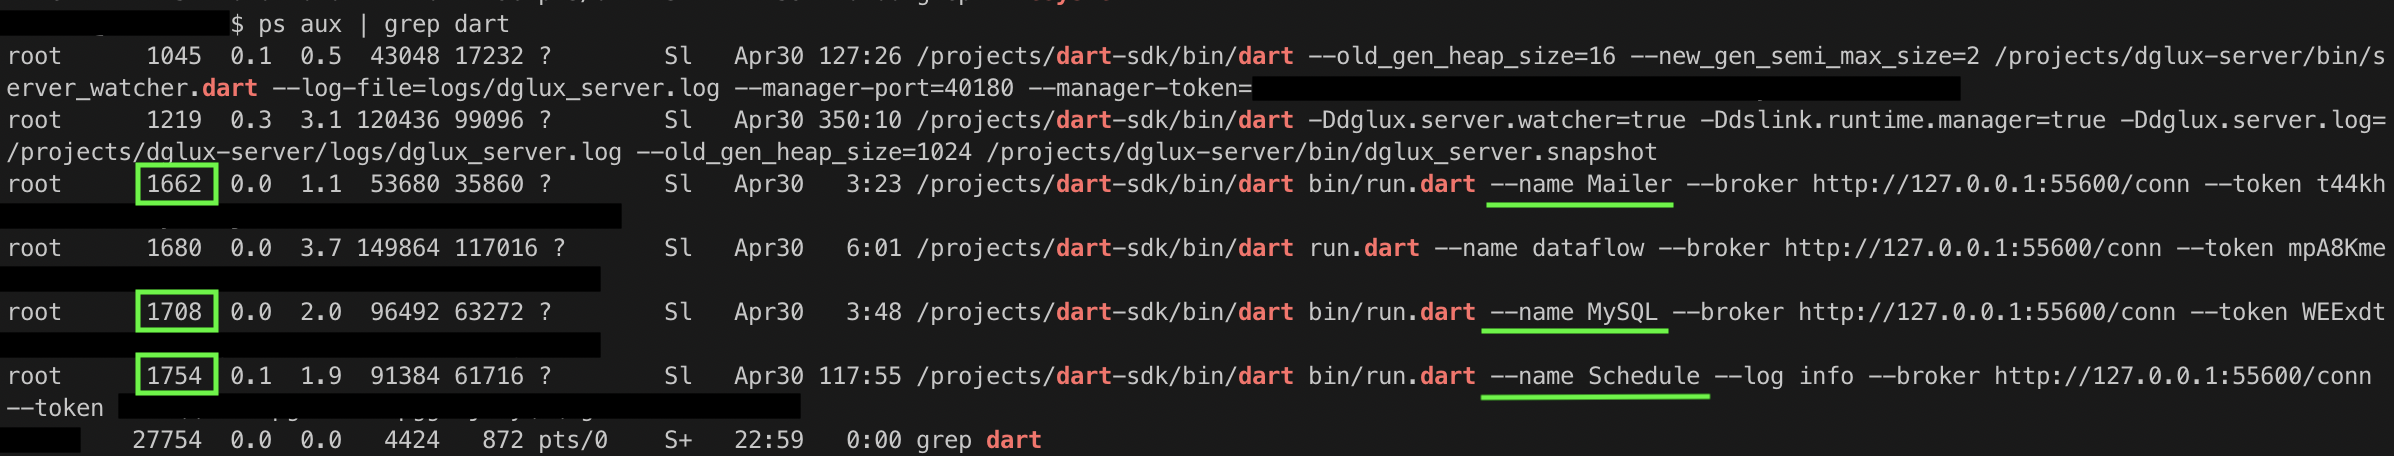 $ ps aux | grep dart
root 1045 0.1 0.5 43048 17232 ? Sl Apr30 127:26 /projects/dart-sdk/bin/dart --old_gen_heap_size=16 --new_gen_semi_max_size=2 /projects/dglux-server/bin/s
erver_watcher.dart --log-file=logs/dglux_server.log --manager-port=40180 --manager-token=
root 1219 0.3 3.1 120436 99096 ? Sl Apr30 350:10 /projects/dart-sdk/bin/dart -Ddglux.server.watcher=true -Ddslink.runtime.manager=true -Ddglux.server.log=
/projects/dglux-server/logs/dglux_server.log --old_gen_heap_size=1024 /projects/dglux-server/bin/dglux_server.snapshot
root 1662 0.0 1.1 53680 35860 ? Sl Apr30 3:23 /projects/dart-sdk/bin/dart bin/run.dart --name Mailer --broker http://127.0.0.1:55600/conn --token t44kh
root 1680 0.0 3.7 149864 117016 ? Sl Apr30 6:01 /projects/dart-sdk/bin/dart run.dart --name dataflow --broker http://127.0.0.1:55600/conn --token mpA8Kme
root 1708 0.0 2.0 96492 63272 ? Sl Apr30 3:48 /projects/dart-sdk/bin/dart bin/run.dart --name MySQL --broker http://127.0.0.1:55600/conn --token WEExdt
root 1754 0.1 1.9 91384 61716 ? Sl Apr30 117:55 /projects/dart-sdk/bin/dart bin/run.dart --name Schedule --log info --broker http://127.0.0.1:55600/conn
--token
27754 0.0 0.0 4424 872 pts/0 S+ 22:59 0:00 grep dart